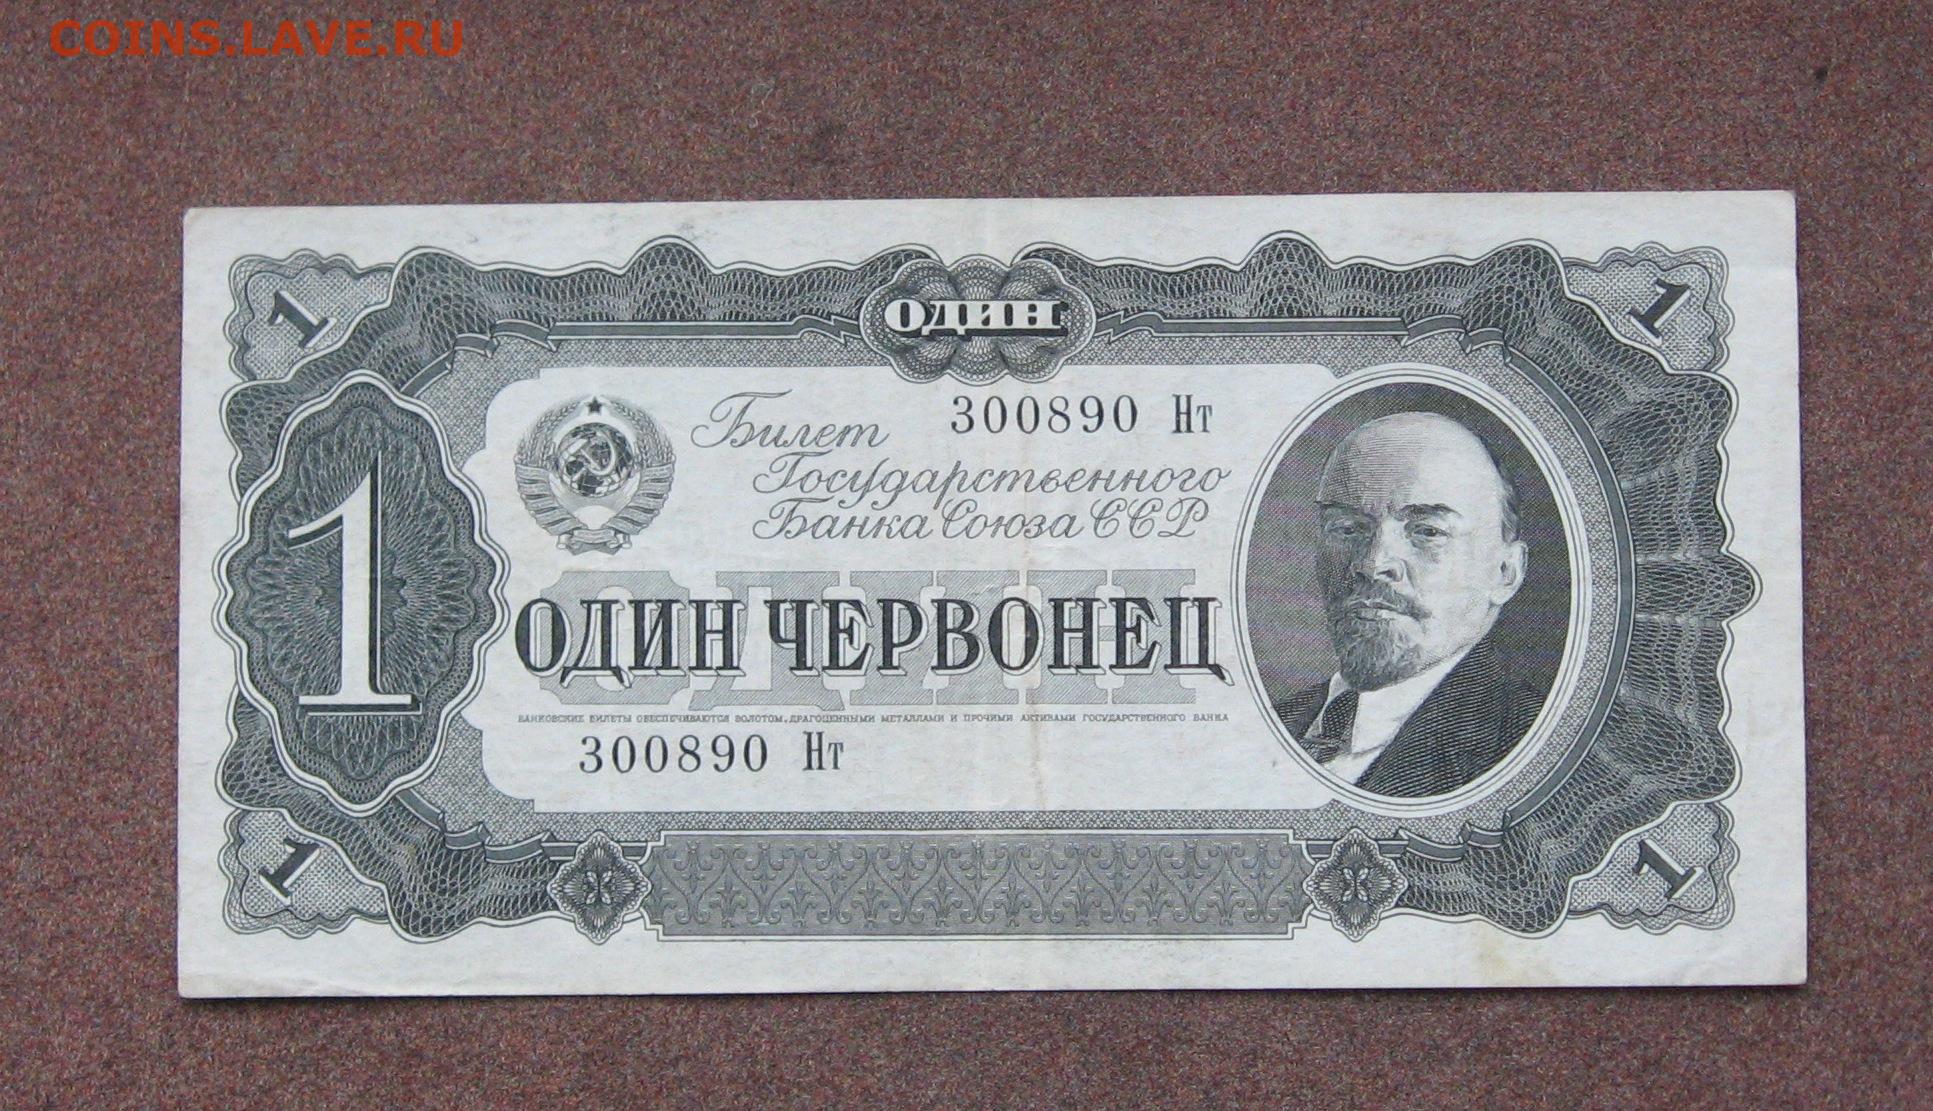 COINS.LAVE.RU
1
ОДИН
1
Билет
300890 Нт
Государственного
Банка Союза ССР
1
ОДИН
ОДИН ЧЕРВОНЕЦ
БАНКОВСКИЕ БИЛЕТЫ ОБЕСПЕЧИВАЮТСЯ ЗОЛОТОМ, ДРАГОЦЕННЫМИ МЕТАЛЛАМИ И ПРОЧИМИ АКТИВАМИ ГОСУДАРСТВЕННОГО БАНКА
300890 Нт
1
1